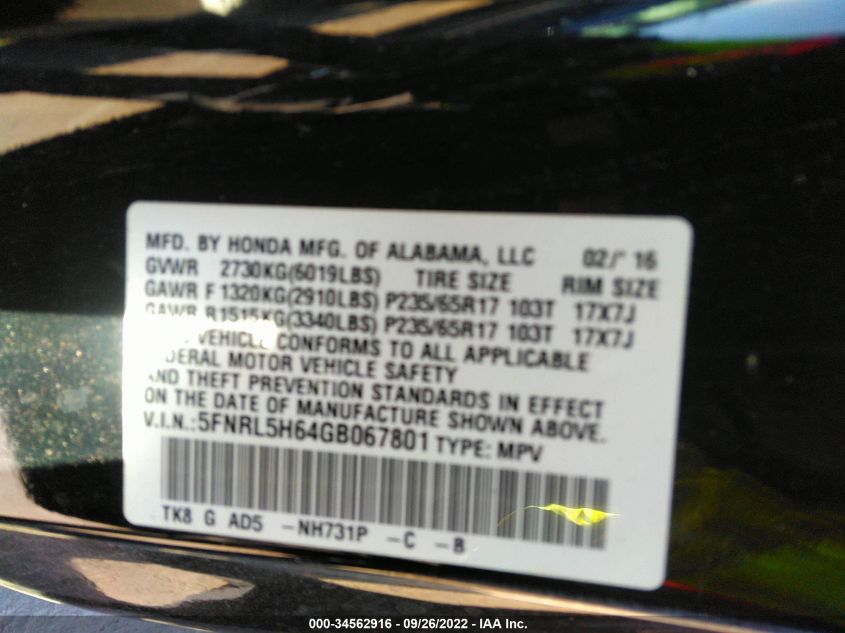 MFD. BY HONDA MFG. OF ALABAMA, LLC 02/ 16
GVWR 2730KG(6019LBS) TIRE SIZE RIM SIZE
GAWR F 1320KG(2910LBS) P235/65R17 103T 17X7J
GAWR R1515KG(3340LBS) P235/65R17 103T 17X7J
VEHICLE CONFORMS TO ALL APPLICABLE
MOTOR VEHICLE SAFETY
AND THEFT PREVENTION STANDARDS IN EFFECT
ON THE DATE OF MANUFACTURE SHOWN ABOVE.
V.I.N.:5FNRL5H64GB067801 TYPE: MPV
TK8 G AD5 -NH731P -C -B
000-34562916 - 09/26/2022 - IAA Inc.